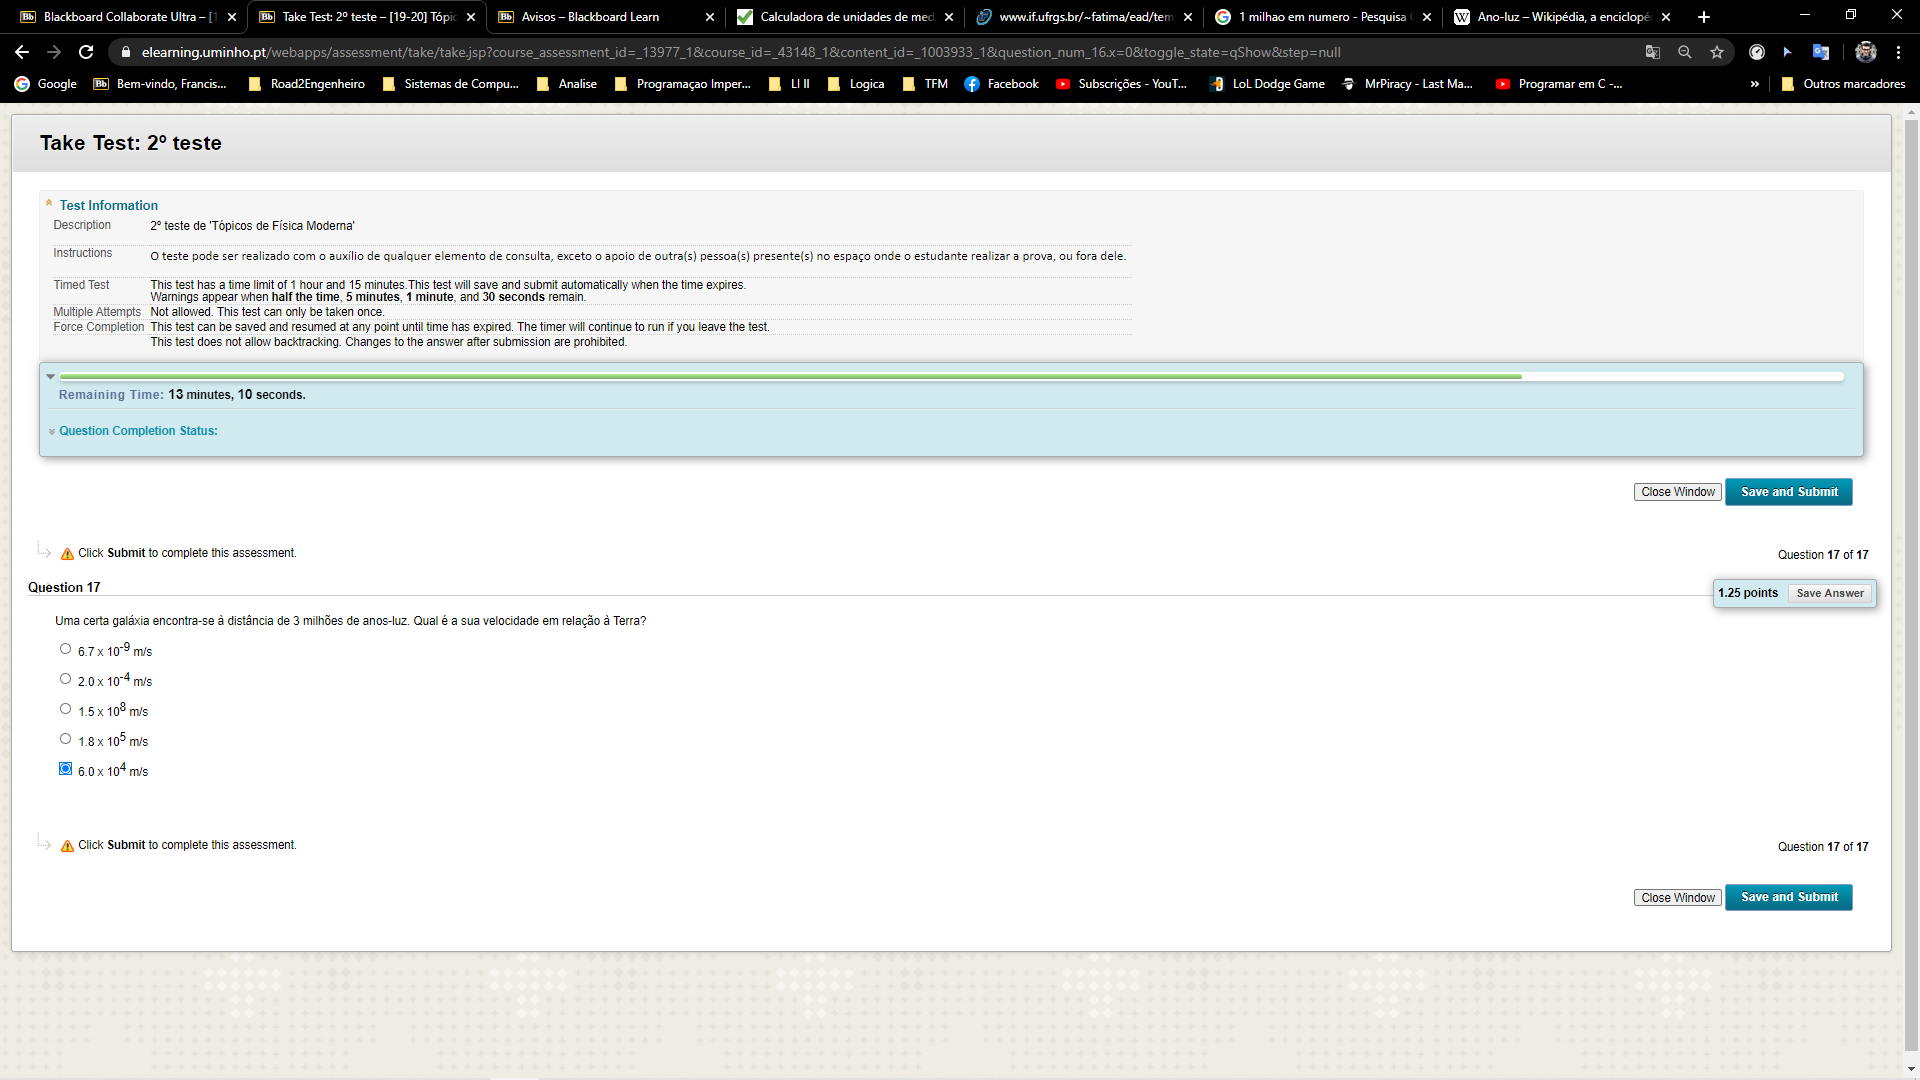 Blackboard Collaborate Ultra – [1
Take Test: 2º teste – [19-20] Tópic
Avisos – Blackboard Learn
Calculadora de unidades de med
www.if.ufrgs.br/~fatima/ead/tem
1 milhao em numero - Pesquisa
Ano-luz – Wikipédia, a enciclopé
elearning.uminho.pt/webapps/assessment/take/take.jsp?course_assessment_id=_13977_1&course_id=_43148_1&content_id=_1003933_1&question_num_16.x=0&toggle_state=qShow&step=null
Google Bem-vindo, Francis... Road2Engenheiro Sistemas de Compu... Analise Programaçao Imper... LI II Logica TFM Facebook Subscrições - YouT... LoL Dodge Game MrPiracy - Last Ma... Programar em C -... » Outros marcadores
Take Test: 2º teste
Test Information
Description 2º teste de 'Tópicos de Física Moderna'
Instructions O teste pode ser realizado com o auxílio de qualquer elemento de consulta, exceto o apoio de outra(s) pessoa(s) presente(s) no espaço onde o estudante realizar a prova, ou fora dele.
Timed Test This test has a time limit of 1 hour and 15 minutes.This test will save and submit automatically when the time expires.
Warnings appear when half the time, 5 minutes, 1 minute, and 30 seconds remain.
Multiple Attempts Not allowed. This test can only be taken once.
Force Completion This test can be saved and resumed at any point until time has expired. The timer will continue to run if you leave the test.
This test does not allow backtracking. Changes to the answer after submission are prohibited.
Remaining Time: 13 minutes, 10 seconds.
Question Completion Status:
Close Window Save and Submit
Click Submit to complete this assessment. Question 17 of 17
Question 17
1.25 points Save Answer
Uma certa galáxia encontra-se à distância de 3 milhões de anos-luz. Qual é a sua velocidade em relação à Terra?
6.7 x 10⁻⁹ m/s
2.0 x 10⁻⁴ m/s
1.5 x 10⁸ m/s
1.8 x 10⁵ m/s
6.0 x 10⁴ m/s
Click Submit to complete this assessment. Question 17 of 17
Close Window Save and Submit